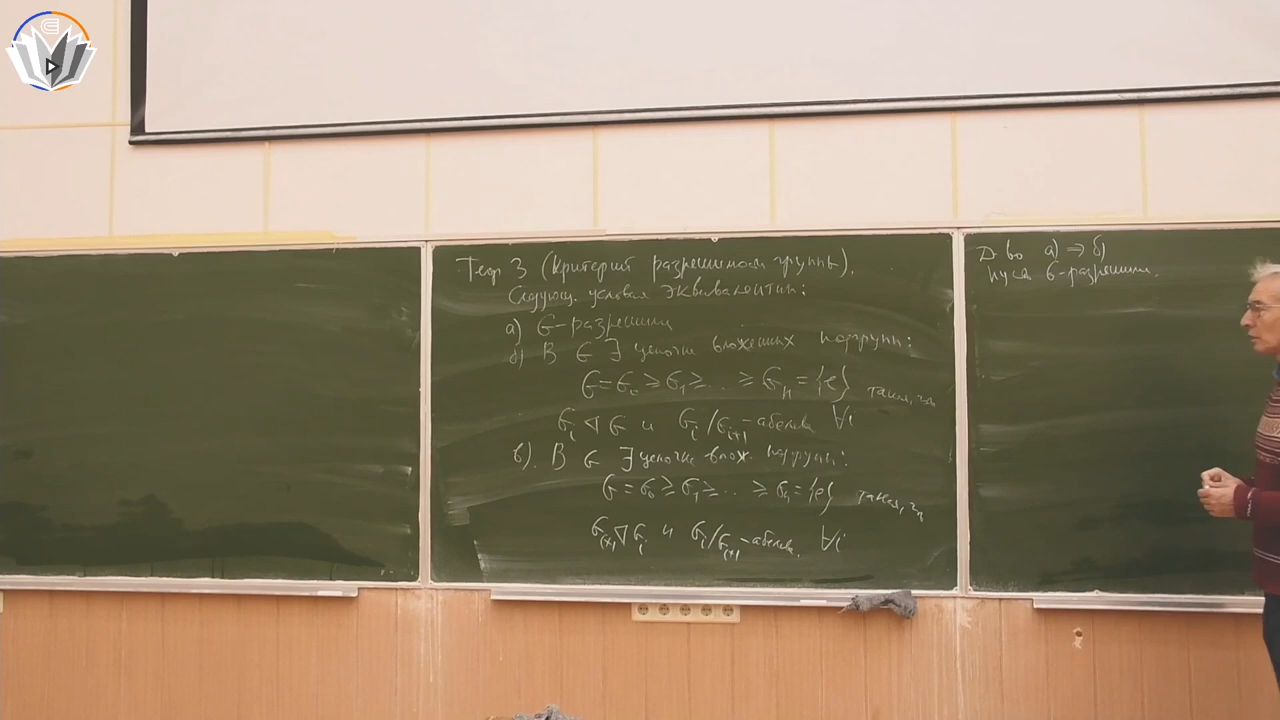 Теор 3 (Критерий разрешимости группы).
Следующ. условия эквивалентны:
а) G-разрешима
б) В G ∃ цепочка вложенных подгрупп:
G = G₀ ≥ G₁ ≥ ... ≥ Gₙ = {e} такая, что
Gᵢ ∇ G и Gᵢ/Gᵢ₊₁ - абелева ∀i
в). В G ∃ цепочка влож. подгрупп:
G = G₀ ≥ G₁ ≥ ... ≥ Gₙ = {e} такая, что
Gᵢ₊₁ ∇ Gᵢ и Gᵢ/Gᵢ₊₁ - абелева. ∀i
Д-во а) ⇒ б)
Пусть G-разрешима.